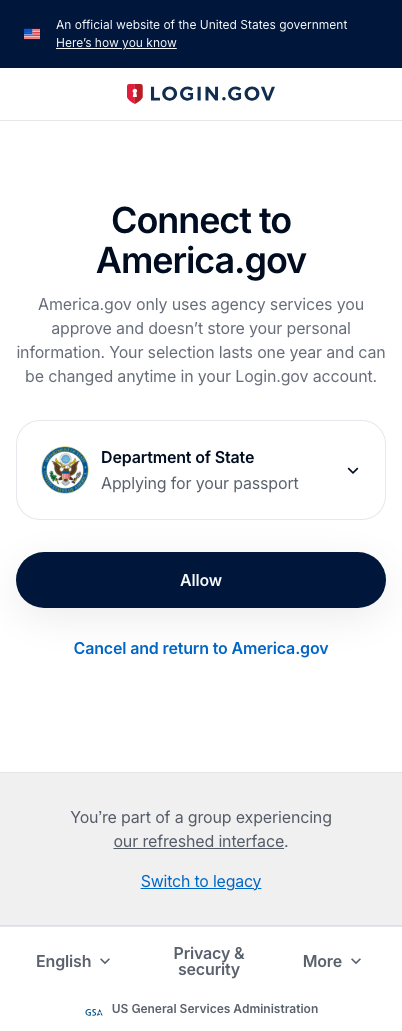 An official website of the United States government
Here's how you know
LOGIN.GOV
Connect to
America.gov
America.gov only uses agency services you
approve and doesn't store your personal
information. Your selection lasts one year and can
be changed anytime in your Login.gov account.
Department of State
Applying for your passport
Allow
Cancel and return to America.gov
You're part of a group experiencing
our refreshed interface.
Switch to legacy
English
Privacy &
security
More
GSA US General Services Administration